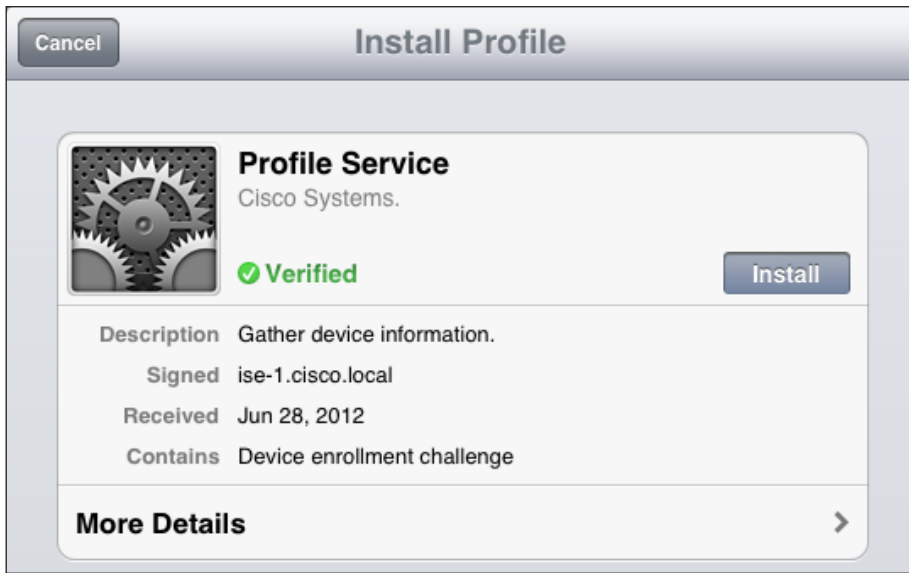 Cancel
Install Profile
Profile Service
Cisco Systems.
Verified
Install
Description Gather device information.
Signed ise-1.cisco.local
Received Jun 28, 2012
Contains Device enrollment challenge
More Details